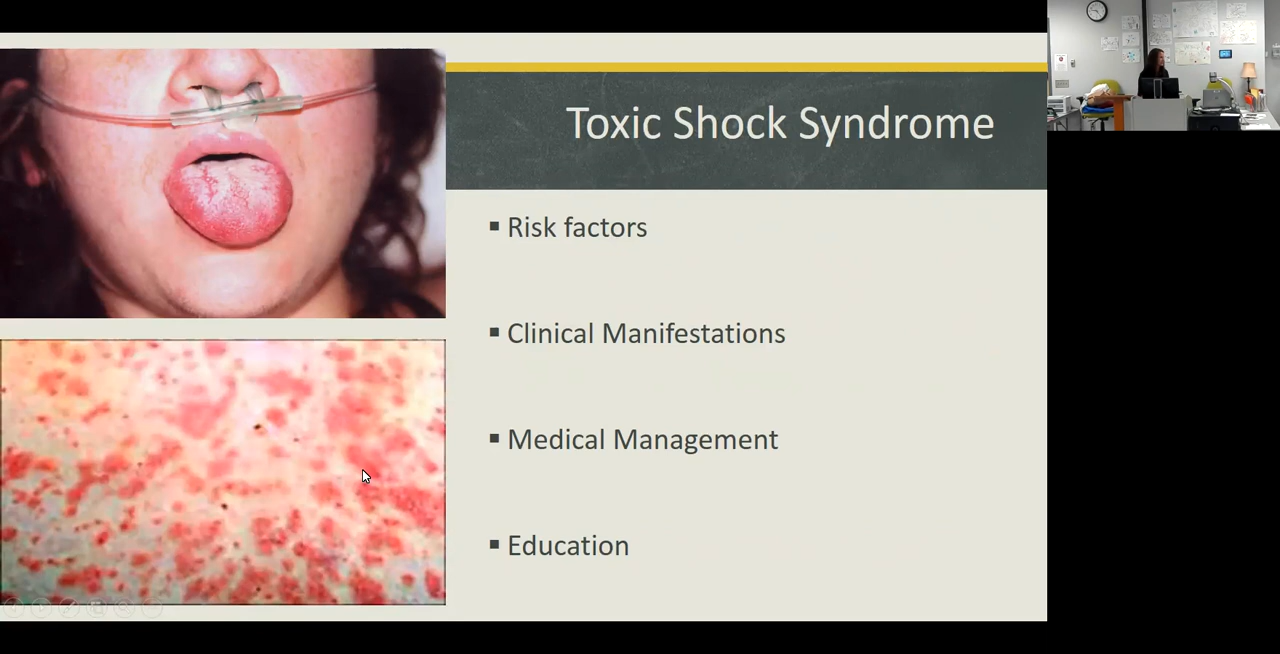 Toxic Shock Syndrome
▪ Risk factors
▪ Clinical Manifestations
▪ Medical Management
▪ Education